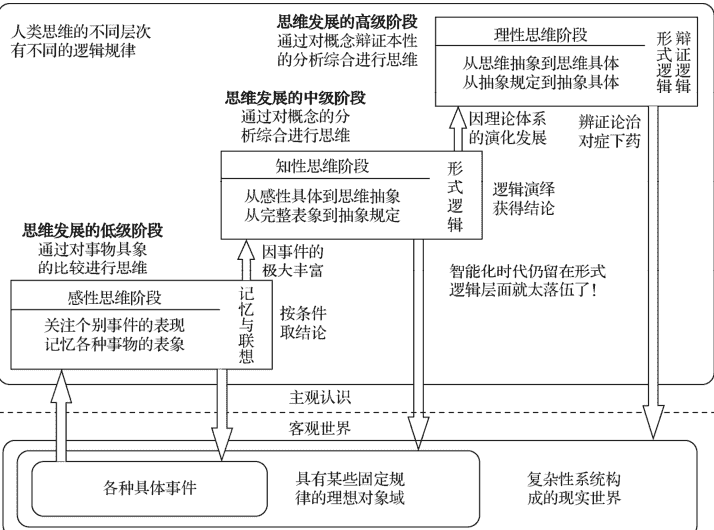 人类思维的不同层次
有不同的逻辑规律
思维发展的高级阶段
通过对概念辩证本性
的分析综合进行思维
理性思维阶段
从思维抽象到思维具体
从抽象规定到抽象具体
形式逻辑
辩证逻辑
思维发展的中级阶段
通过对概念的分
析综合进行思维
因理论体系
的演化发展
辨证论治
对症下药
知性思维阶段
从感性具体到思维抽象
从完整表象到抽象规定
形式逻辑
逻辑演绎
获得结论
思维发展的低级阶段
通过对事物具象
的比较进行思维
因事件的
极大丰富
智能化时代仍留在形式
逻辑层面就太落伍了!
感性思维阶段
关注个别事件的表现
记忆各种事物的表象
记忆与联想
按条件
取结论
主观认识
客观世界
各种具体事件
具有某些固定规
律的理想对象域
复杂性系统构
成的现实世界